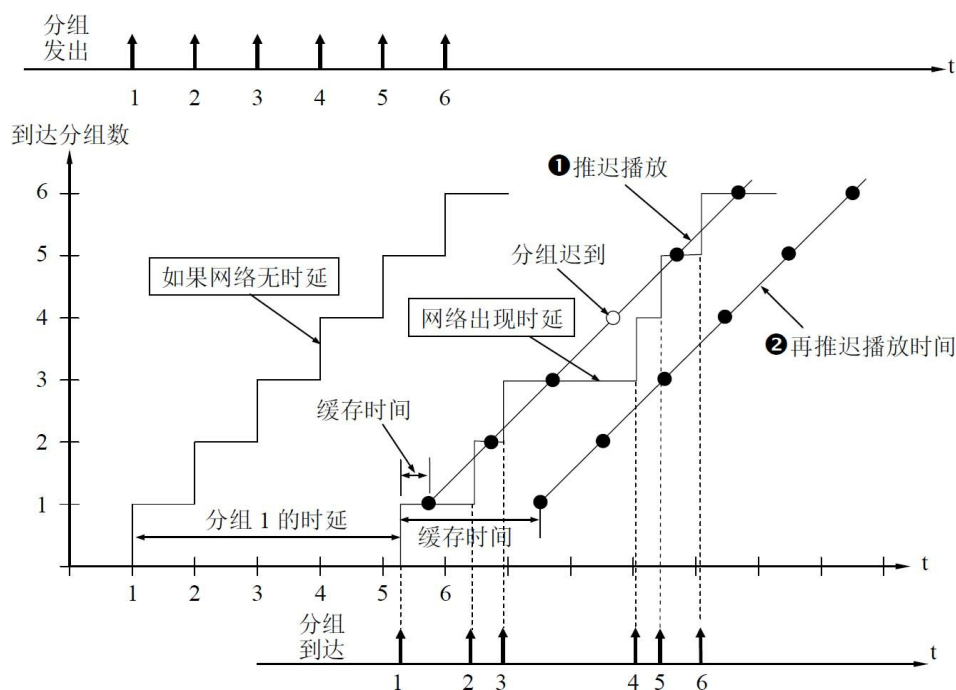 分组
发出
t
1 2 3 4 5 6
到达分组数
6
❶推迟播放
5
分组迟到
如果网络无时延
4
网络出现时延
❷再推迟播放时间
3
缓存时间
2
1
分组 1 的时延
缓存时间
t
1 2 3 4 5 6
分组
到达
t
1 2 3 4 5 6